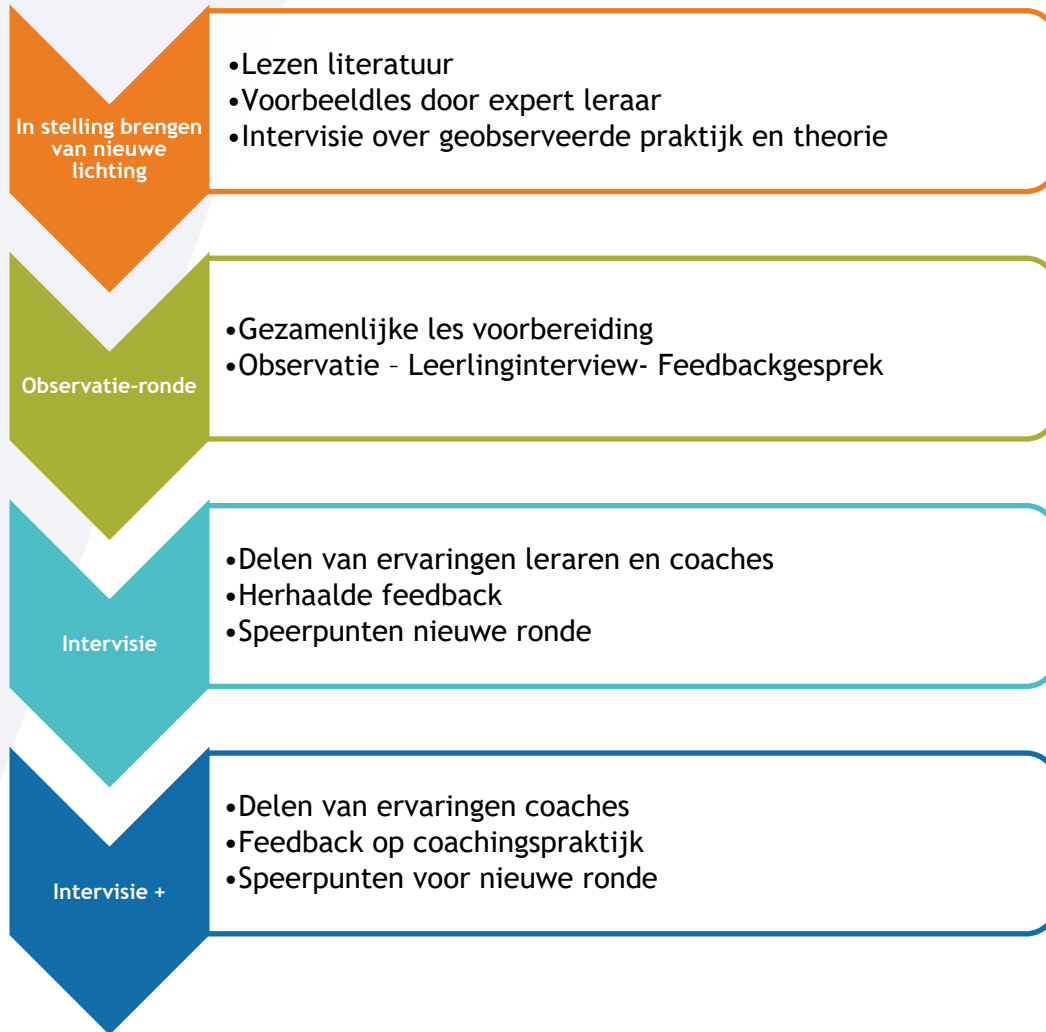 In stelling brengen
van nieuwe
lichting
•Lezen literatuur
•Voorbeeldles door expert leraar
•Intervisie over geobserveerde praktijk en theorie
Observatie-ronde
•Gezamenlijke les voorbereiding
•Observatie – Leerlinginterview- Feedbackgesprek
Intervisie
•Delen van ervaringen leraren en coaches
•Herhaalde feedback
•Speerpunten nieuwe ronde
Intervisie +
•Delen van ervaringen coaches
•Feedback op coachingspraktijk
•Speerpunten voor nieuwe ronde